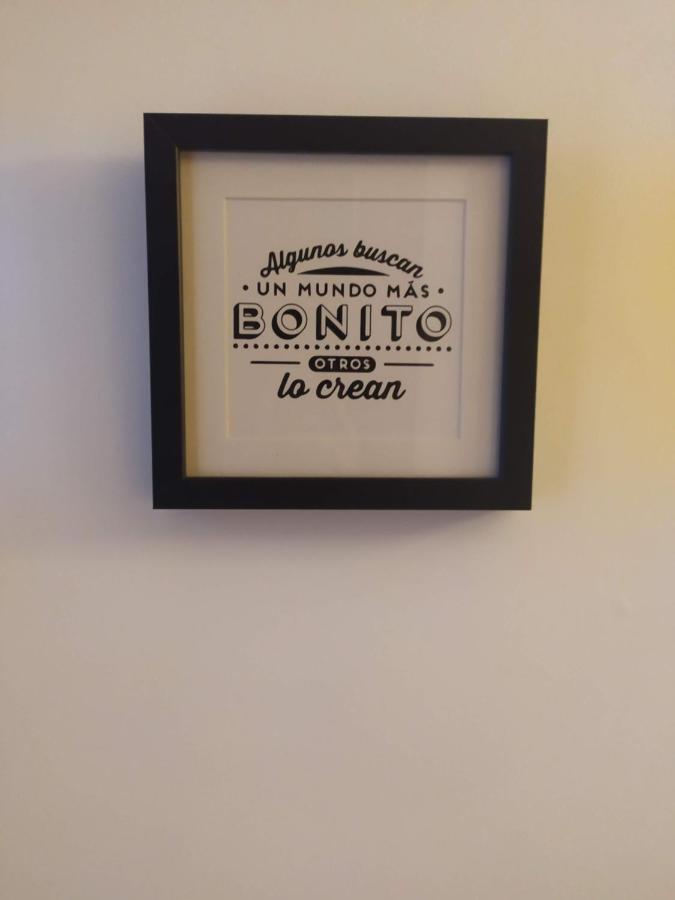 Algunos buscan
• UN MUNDO MÁS •
BONITO
OTROS
lo crean